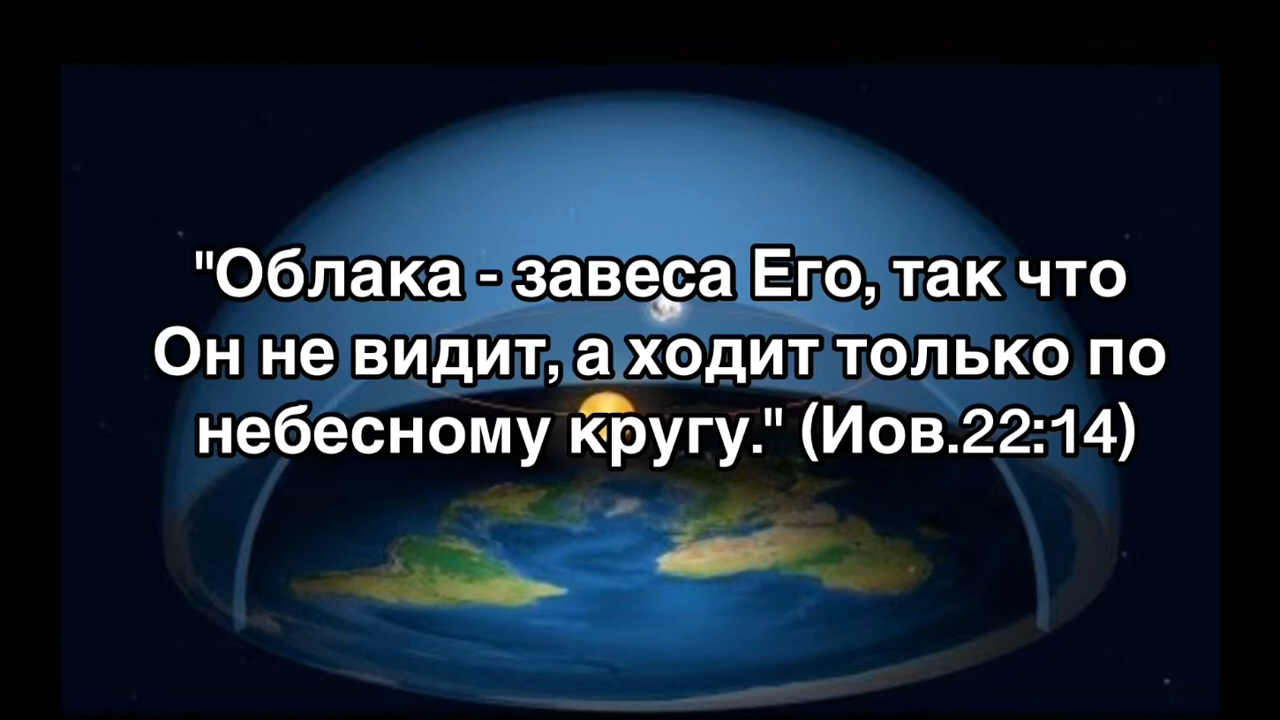 "Облака - завеса Его, так что
Он не видит, а ходит только по
небесному кругу." (Иов.22:14)